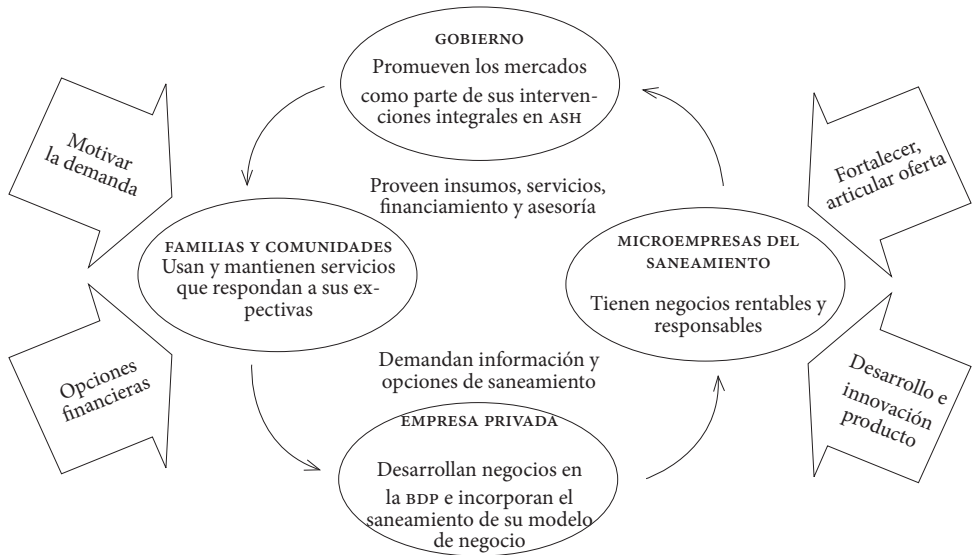 GOBIERNO
Promueven los mercados
como parte de sus interven-
ciones integrales en ASH
Motivar
la demanda
Fortalecer,
articular oferta
Proveen insumos, servicios,
financiamiento y asesoría
FAMILIAS Y COMUNIDADES
Usan y mantienen servicios
que respondan a sus ex-
pectivas
MICROEMPRESAS DEL
SANEAMIENTO
Tienen negocios rentables y
responsables
Opciones
financieras
Demandan información y
opciones de saneamiento
Desarrollo e
innovación
producto
EMPRESA PRIVADA
Desarrollan negocios en
la BDP e incorporan el
saneamiento de su modelo
de negocio